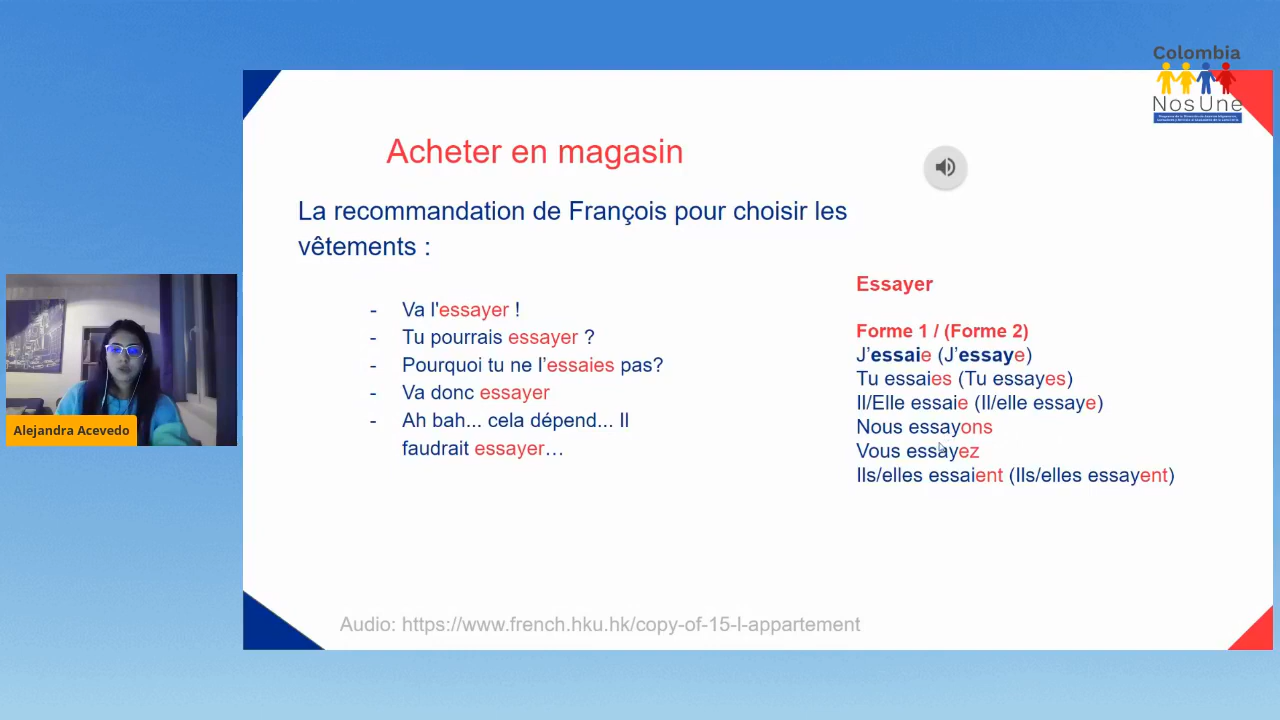 Colombia
NosUne
Acheter en magasin
La recommandation de François pour choisir les
vêtements :
- Va l'essayer !
- Tu pourrais essayer ?
- Pourquoi tu ne l'essaies pas?
- Va donc essayer
- Ah bah... cela dépend... Il
faudrait essayer…
Essayer
Forme 1 / (Forme 2)
J'essaie (J'essaye)
Tu essaies (Tu essayes)
Il/Elle essaie (Il/elle essaye)
Nous essayons
Vous essayez
Ils/elles essaient (Ils/elles essayent)
Alejandra Acevedo
Audio: https://www.french.hku.hk/copy-of-15-l-appartement